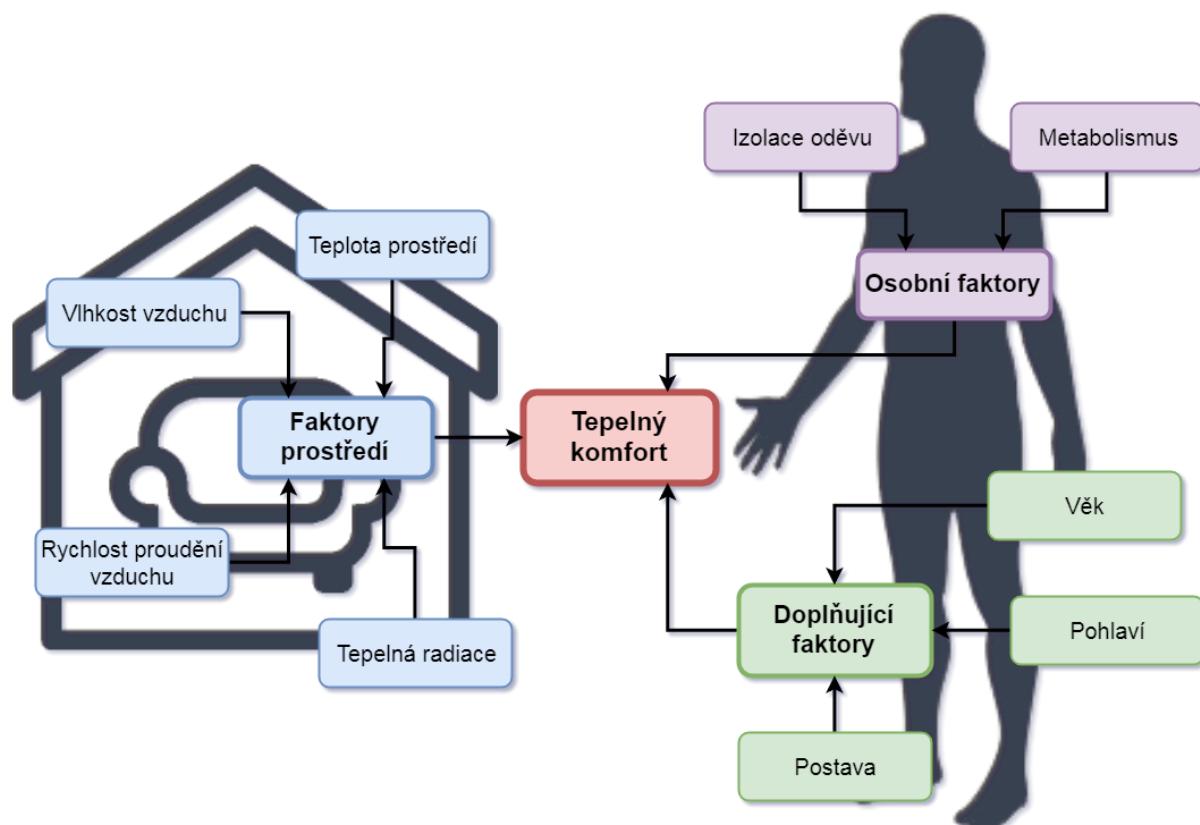 Izolace oděvu
Metabolismus
Osobní faktory
Teplota prostředí
Vlhkost vzduchu
Faktory
prostředí
Rychlost proudění
vzduchu
Tepelná radiace
Tepelný
komfort
Věk
Doplňující
faktory
Pohlaví
Postava